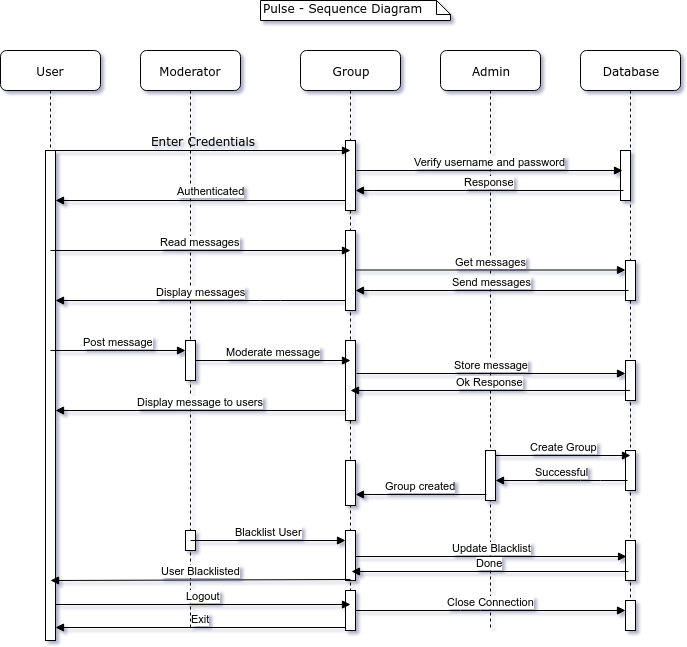 Pulse - Sequence Diagram
User
Moderator
Group
Admin
Database
Enter Credentials
Verify username and password
Response
Authenticated
Read messages
Get messages
Send messages
Display messages
Post message
Moderate message
Store message
Ok Response
Display message to users
Create Group
Successful
Group created
Blacklist User
Update Blacklist
Done
User Blacklisted
Logout
Close Connection
Exit